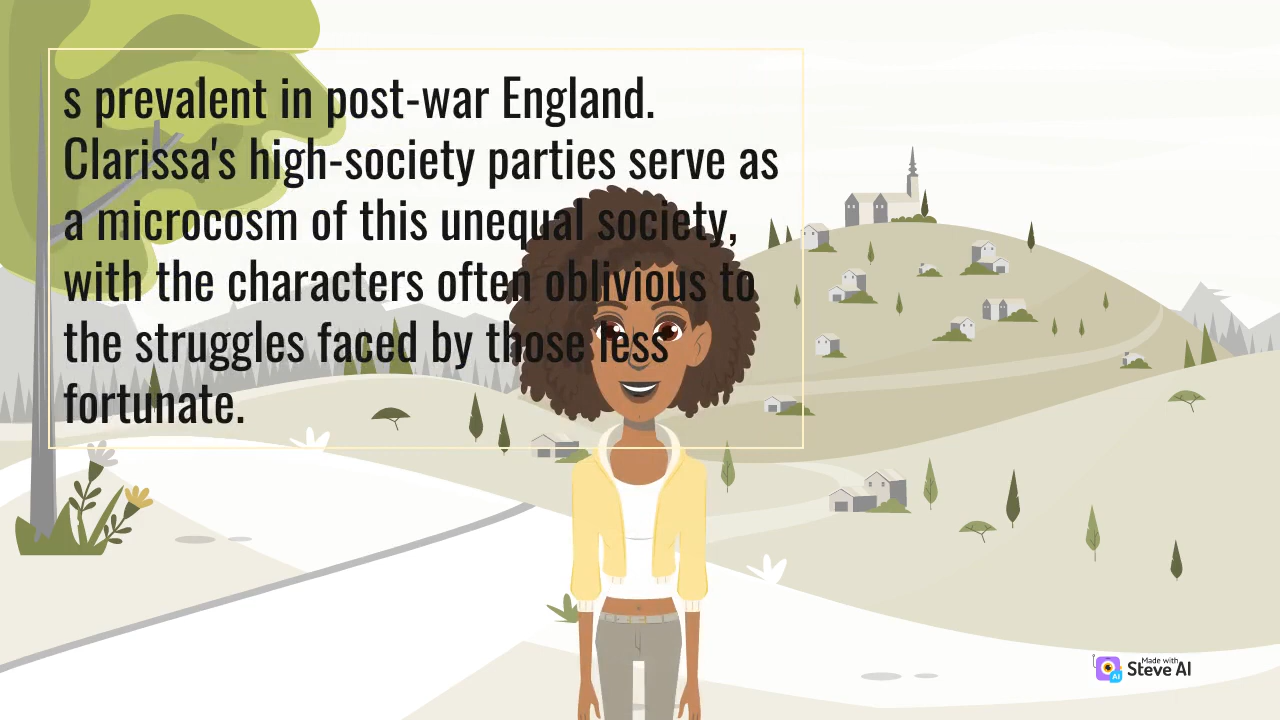 s prevalent in post-war England.
Clarissa's high-society parties serve as
a microcosm of this unequal society,
with the characters often oblivious to
the struggles faced by those less
fortunate.
Made with
Steve AI
AI